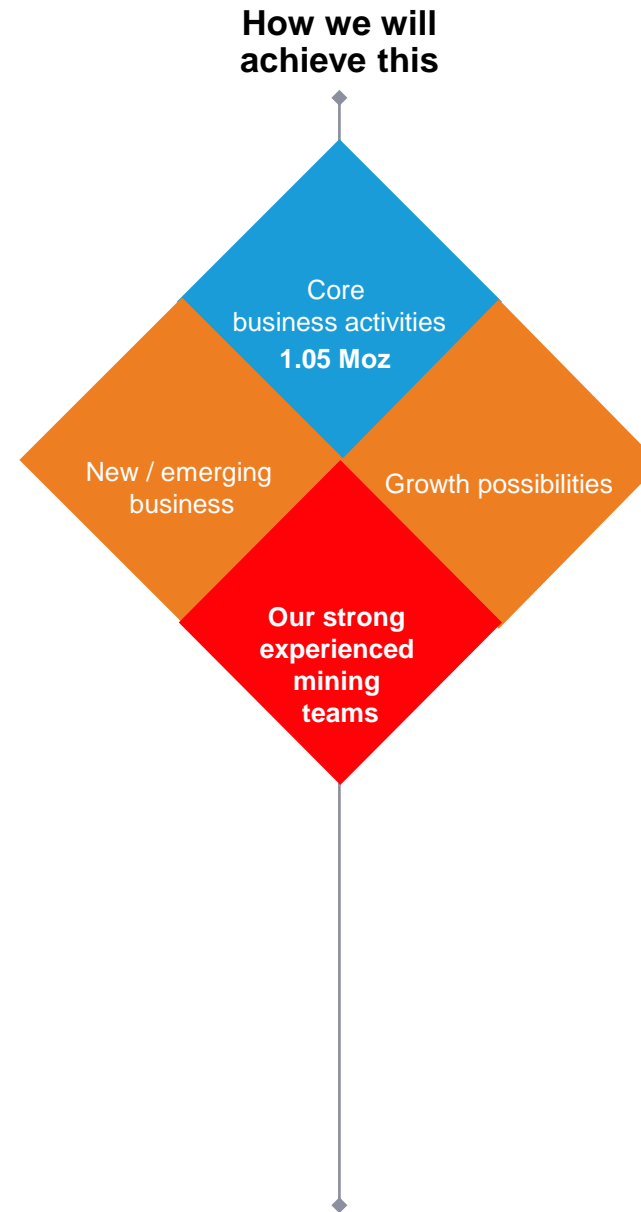 How we will
achieve this
Core
business activities
1.05 Moz
New / emerging
business
Growth possibilities
Our strong
experienced
mining
teams